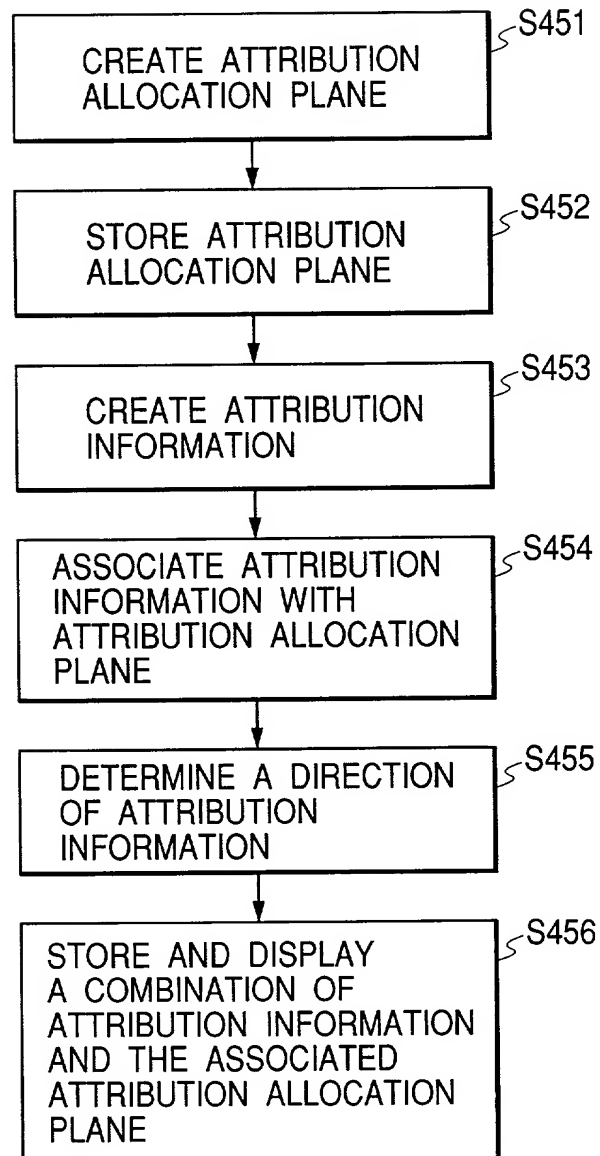 S451
CREATE ATTRIBUTION
ALLOCATION PLANE
S452
STORE ATTRIBUTION
ALLOCATION PLANE
S453
CREATE ATTRIBUTION
INFORMATION
S454
ASSOCIATE ATTRIBUTION
INFORMATION WITH
ATTRIBUTION ALLOCATION
PLANE
S455
DETERMINE A DIRECTION
OF ATTRIBUTION
INFORMATION
S456
STORE AND DISPLAY
A COMBINATION OF
ATTRIBUTION INFORMATION
AND THE ASSOCIATED
ATTRIBUTION ALLOCATION
PLANE